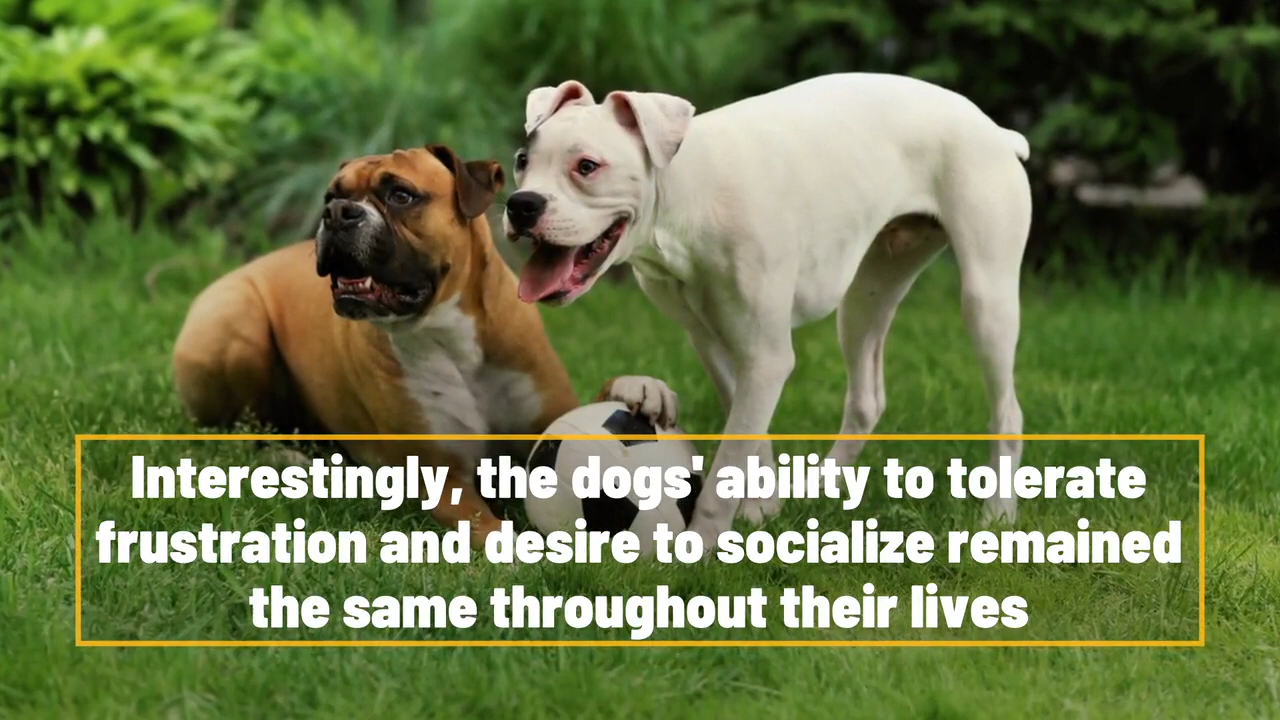 Interestingly, the dogs' ability to tolerate
frustration and desire to socialize remained
the same throughout their lives